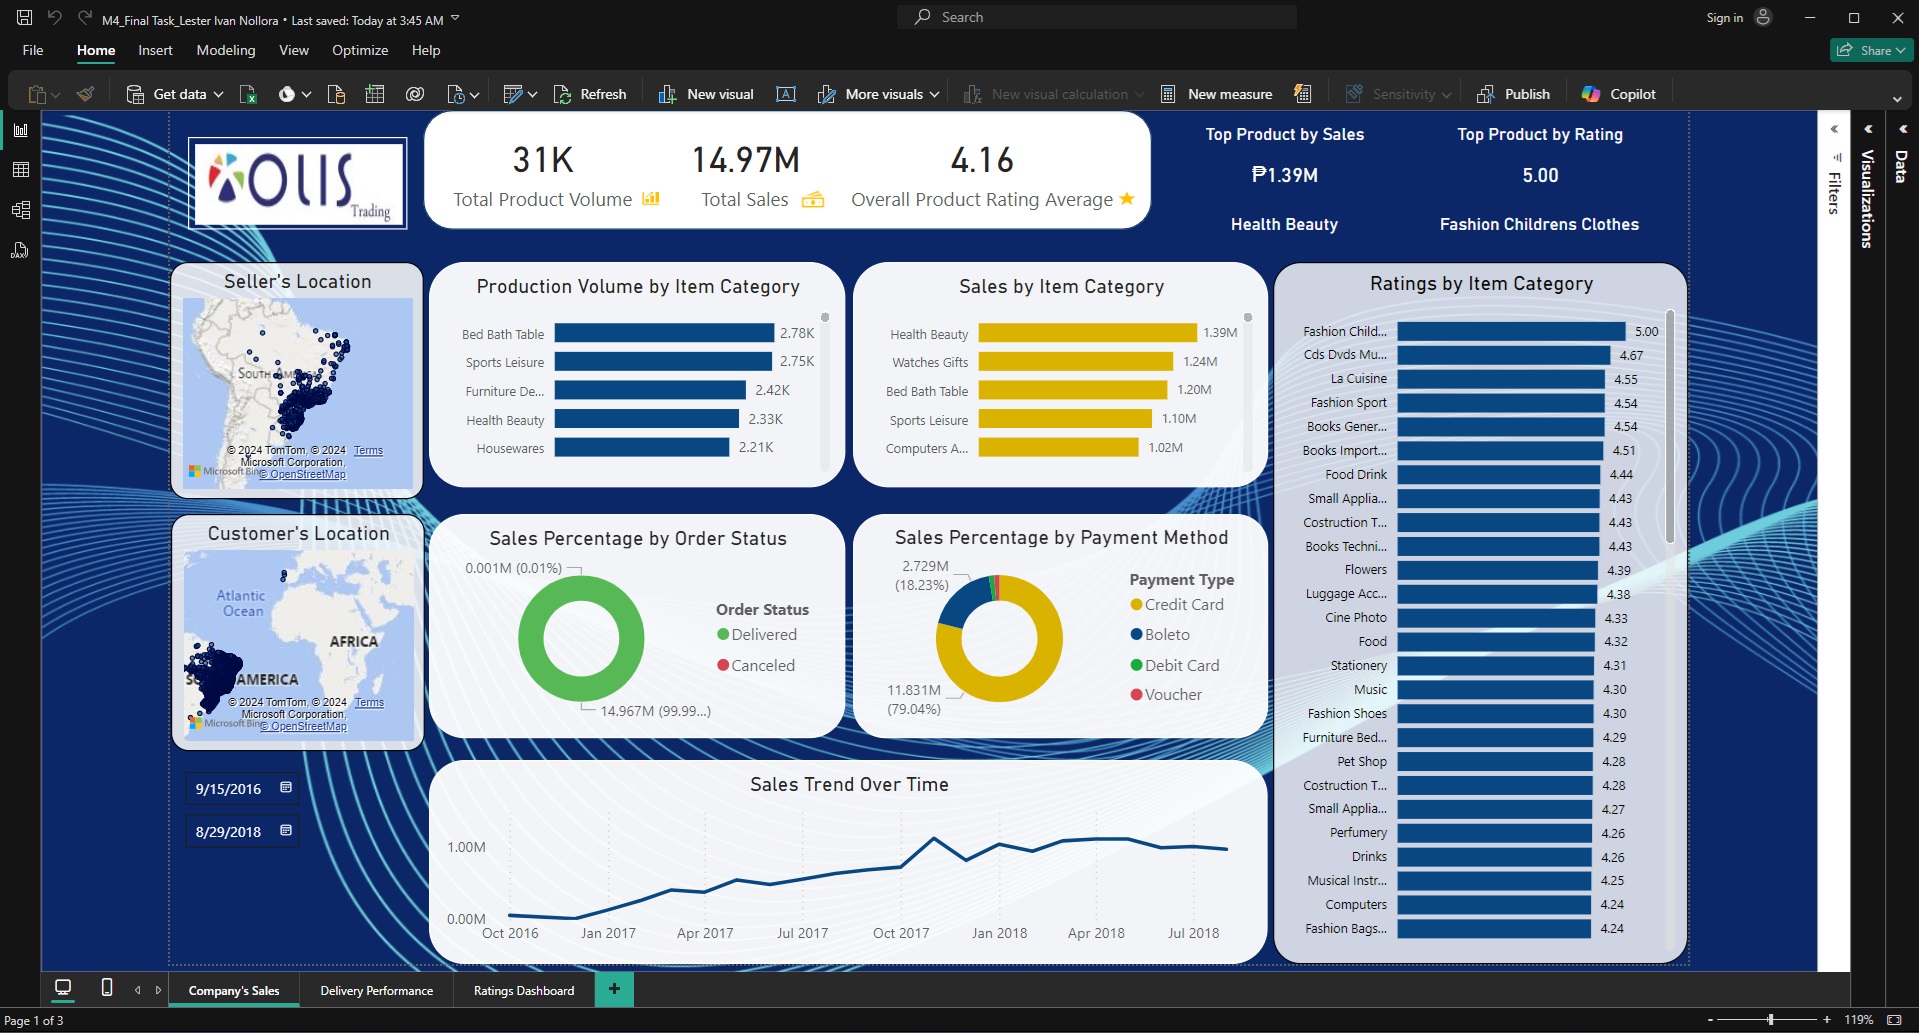 M4_Final Task_Lester Ivan Nollora • Last saved: Today at 3:45 AM
Search
Sign in
File
Home
Insert
Modeling
View
Optimize
Help
Share
Get data
Refresh
New visual
More visuals
New visual calculation
New measure
Sensitivity
Publish
Copilot
OLIS
Trading
31K
Total Product Volume
14.97M
Total Sales
4.16
Overall Product Rating Average
Top Product by Sales
₱1.39M
Health Beauty
Top Product by Rating
5.00
Fashion Childrens Clothes
Filters
Visualizations
Data
DAX
Seller's Location
SOUTH AMERICA
© 2024 TomTom, © 2024 Terms
Microsoft Corporation,
Microsoft Bing
© OpenStreetMap
Production Volume by Item Category
Bed Bath Table 2.78K
Sports Leisure 2.75K
Furniture De... 2.42K
Health Beauty 2.33K
Housewares 2.21K
Sales by Item Category
Health Beauty 1.39M
Watches Gifts 1.24M
Bed Bath Table 1.20M
Sports Leisure 1.10M
Computers A... 1.02M
Ratings by Item Category
Fashion Child... 5.00
Cds Dvds Mu... 4.67
La Cuisine 4.55
Fashion Sport 4.54
Books Gener... 4.54
Books Import... 4.51
Food Drink 4.44
Small Applia... 4.43
Costruction T... 4.43
Books Techni... 4.43
Flowers 4.39
Luggage Acc... 4.38
Cine Photo 4.33
Food 4.32
Stationery 4.31
Music 4.30
Fashion Shoes 4.30
Furniture Bed... 4.29
Pet Shop 4.28
Costruction T... 4.28
Small Applia... 4.27
Perfumery 4.26
Drinks 4.26
Musical Instr... 4.25
Computers 4.24
Fashion Bags... 4.24
Customer's Location
Atlantic
Ocean
AFRICA
AMERICA
© 2024 TomTom, © 2024 Terms
Microsoft Corporation,
Microsoft Bing
© OpenStreetMap
Sales Percentage by Order Status
0.001M (0.01%)
14.967M (99.99...)
Order Status
Delivered
Canceled
Sales Percentage by Payment Method
2.729M
(18.23%)
11.831M
(79.04%)
Payment Type
Credit Card
Boleto
Debit Card
Voucher
9/15/2016
8/29/2018
Sales Trend Over Time
1.00M
0.00M
Oct 2016
Jan 2017
Apr 2017
Jul 2017
Oct 2017
Jan 2018
Apr 2018
Jul 2018
Company's Sales
Delivery Performance
Ratings Dashboard
Page 1 of 3
119%